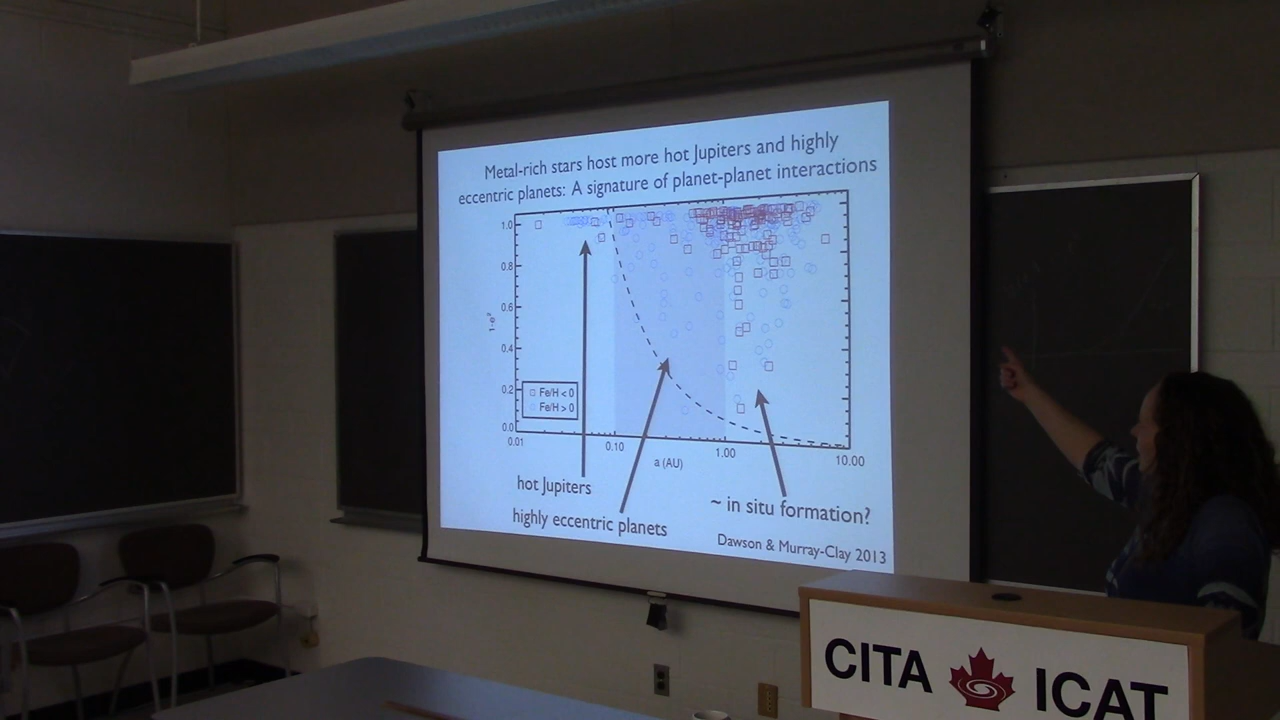 Metal-rich stars host more hot Jupiters and highly
eccentric planets: A signature of planet-planet interactions
1.0
0.8
0.6
0.4
0.2
0.0
1-e²
Fe/H < 0
Fe/H > 0
0.01
0.10
1.00
10.00
a (AU)
hot Jupiters
highly eccentric planets
~ in situ formation?
Dawson & Murray-Clay 2013
CITA ICAT